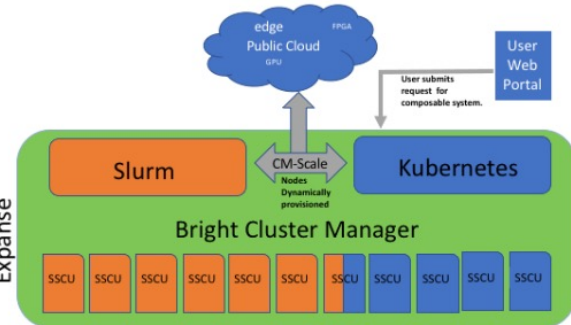 edge
FPGA
Public Cloud
GPU
User
Web
Portal
User submits
request for
composable system.
Slurm
CM-Scale
Kubernetes
Nodes
Dynamically
provisioned
Bright Cluster Manager
Expanse
SSCU SSCU SSCU SSCU SSCU SSCU SSCU SSCU SSCU SSCU SSCU